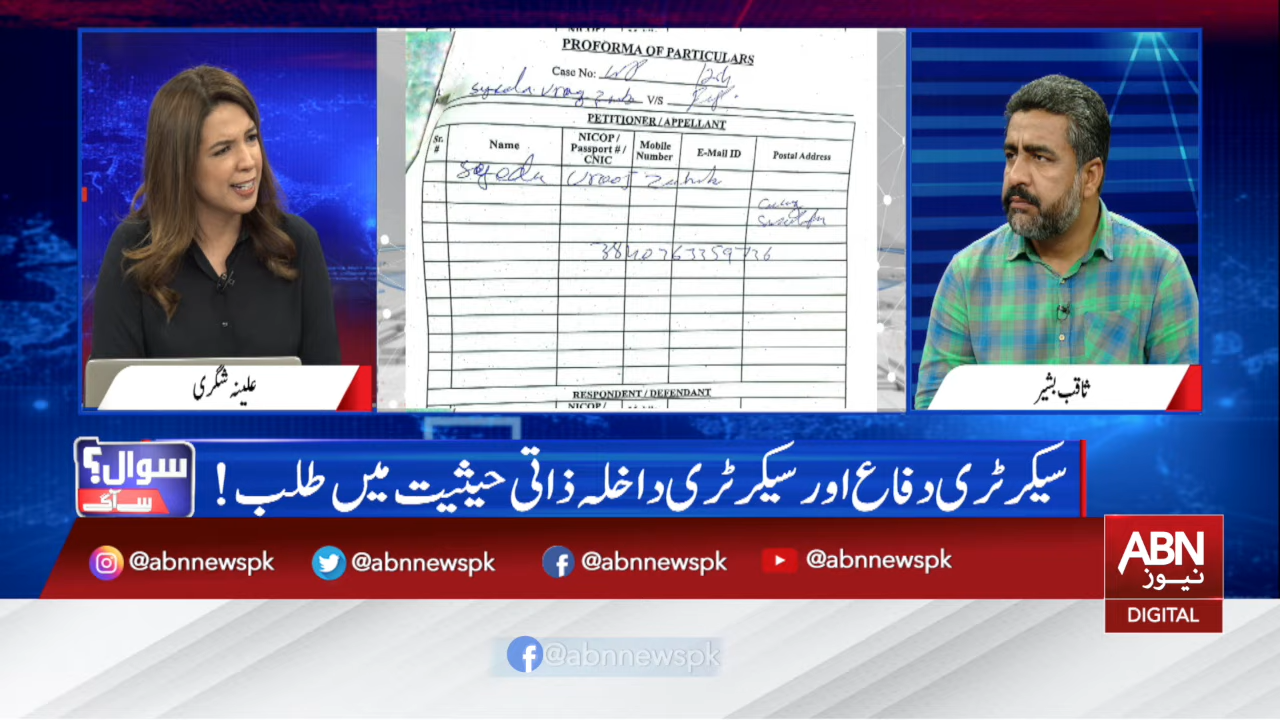 PROFORMA OF PARTICULARS
Case No:
V/S
PETITIONER / APPELLANT
Sr. #
Name
NICOP / Passport # / CNIC
Mobile Number
E-Mail ID
Postal Address
RESPONDENT / DEFENDANT
NICOP /
علینہ شگری
ثاقب بشیر
سوال؟
سے آگے
سیکرٹری دفاع اور سیکرٹری داخلہ ذاتی حیثیت میں طلب !
@abnnewspk
@abnnewspk
@abnnewspk
@abnnewspk
ABN
نیوز
DIGITAL
@abnnewspk